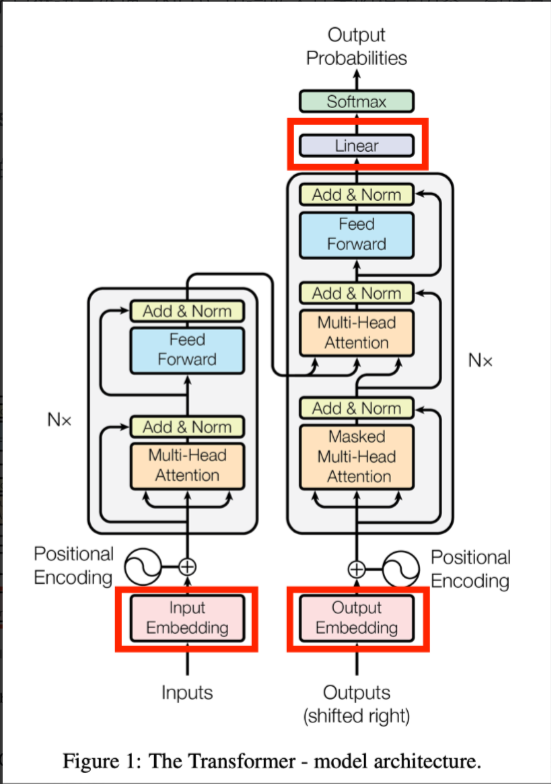 Output
Probabilities
Softmax
Linear
Add & Norm
Feed
Forward
Add & Norm
Multi-Head
Attention
Add & Norm
Masked
Multi-Head
Attention
Nx
Add & Norm
Feed
Forward
Add & Norm
Multi-Head
Attention
Nx
Positional
Encoding
Positional
Encoding
Input
Embedding
Output
Embedding
Inputs
Outputs
(shifted right)
Figure 1: The Transformer - model architecture.